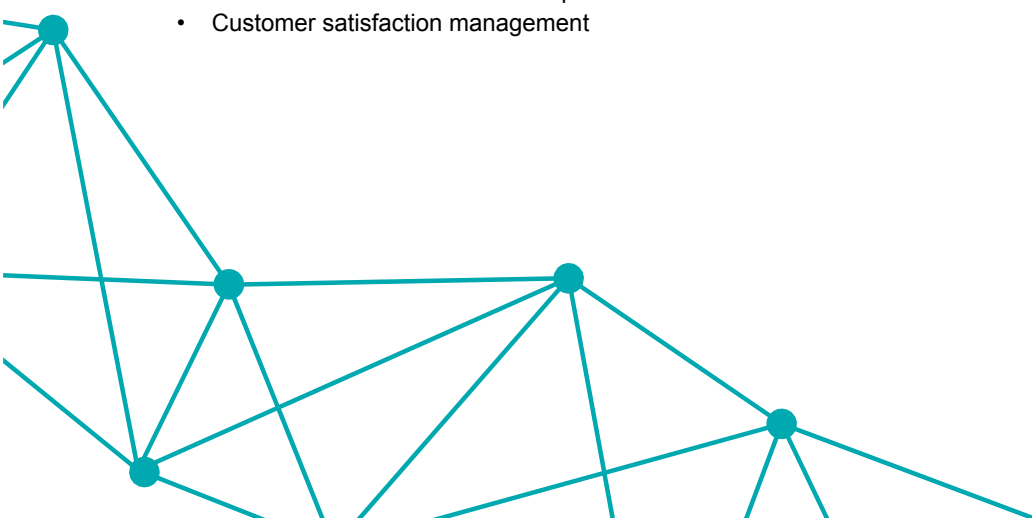 • Customer satisfaction management